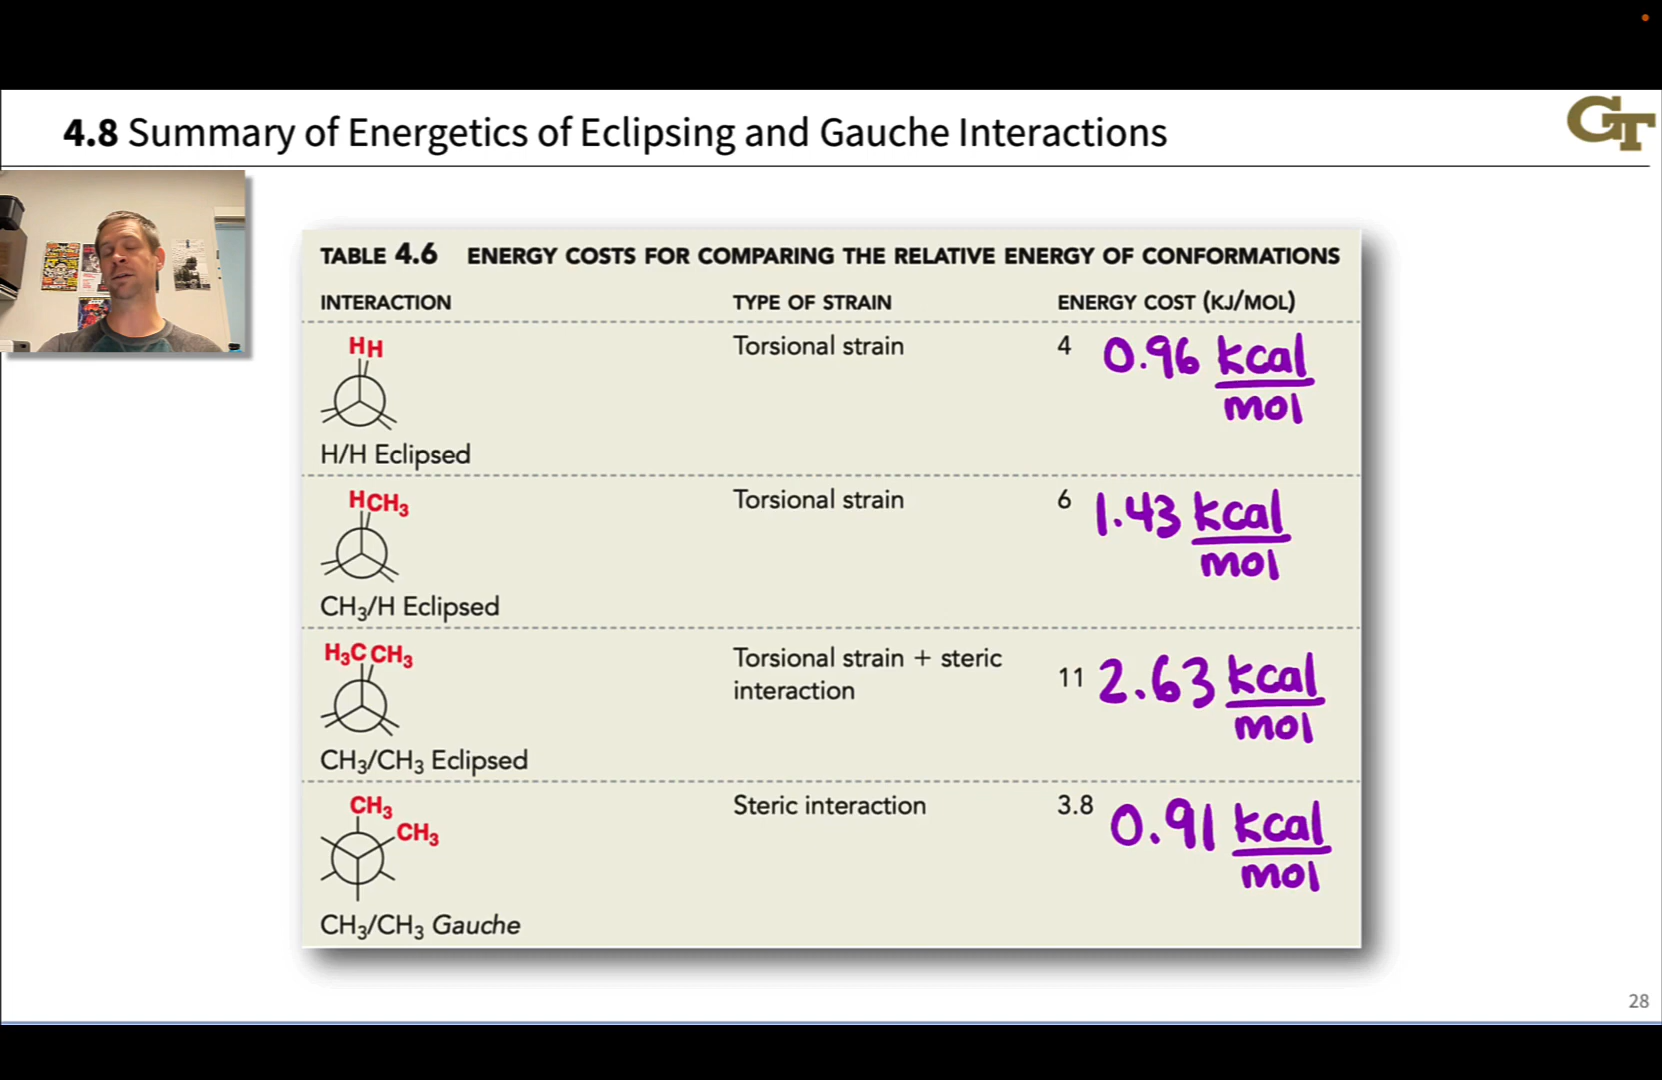 4.8 Summary of Energetics of Eclipsing and Gauche Interactions
GT
TABLE 4.6 ENERGY COSTS FOR COMPARING THE RELATIVE ENERGY OF CONFORMATIONS
INTERACTION TYPE OF STRAIN ENERGY COST (KJ/MOL)
H H
Torsional strain 4 0.96 kcal/mol
H/H Eclipsed
H CH₃
Torsional strain 6 1.43 kcal/mol
CH₃/H Eclipsed
H₃C CH₃
Torsional strain + steric
interaction
11 2.63 kcal/mol
CH₃/CH₃ Eclipsed
CH₃
CH₃
Steric interaction 3.8 0.91 kcal/mol
CH₃/CH₃ Gauche
28